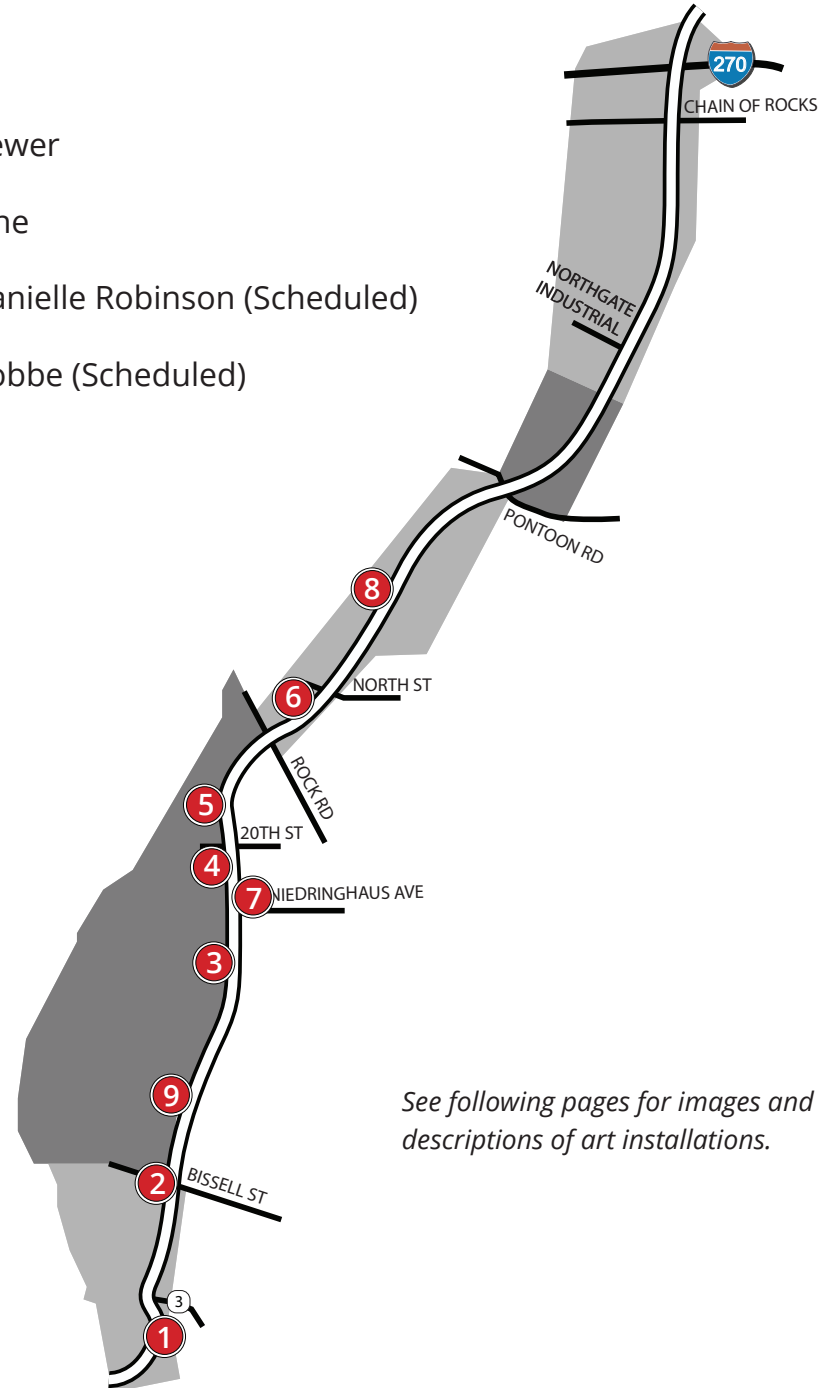 270
CHAIN OF ROCKS
ewer
ne
anielle Robinson (Scheduled)
NORTHGATE
INDUSTRIAL
obbe (Scheduled)
PONTOON RD
8
6
NORTH ST
ROCK RD
5
20TH ST
4
7
NIEDRINGHAUS AVE
3
9
See following pages for images and
descriptions of art installations.
2
BISSELL ST
3
1